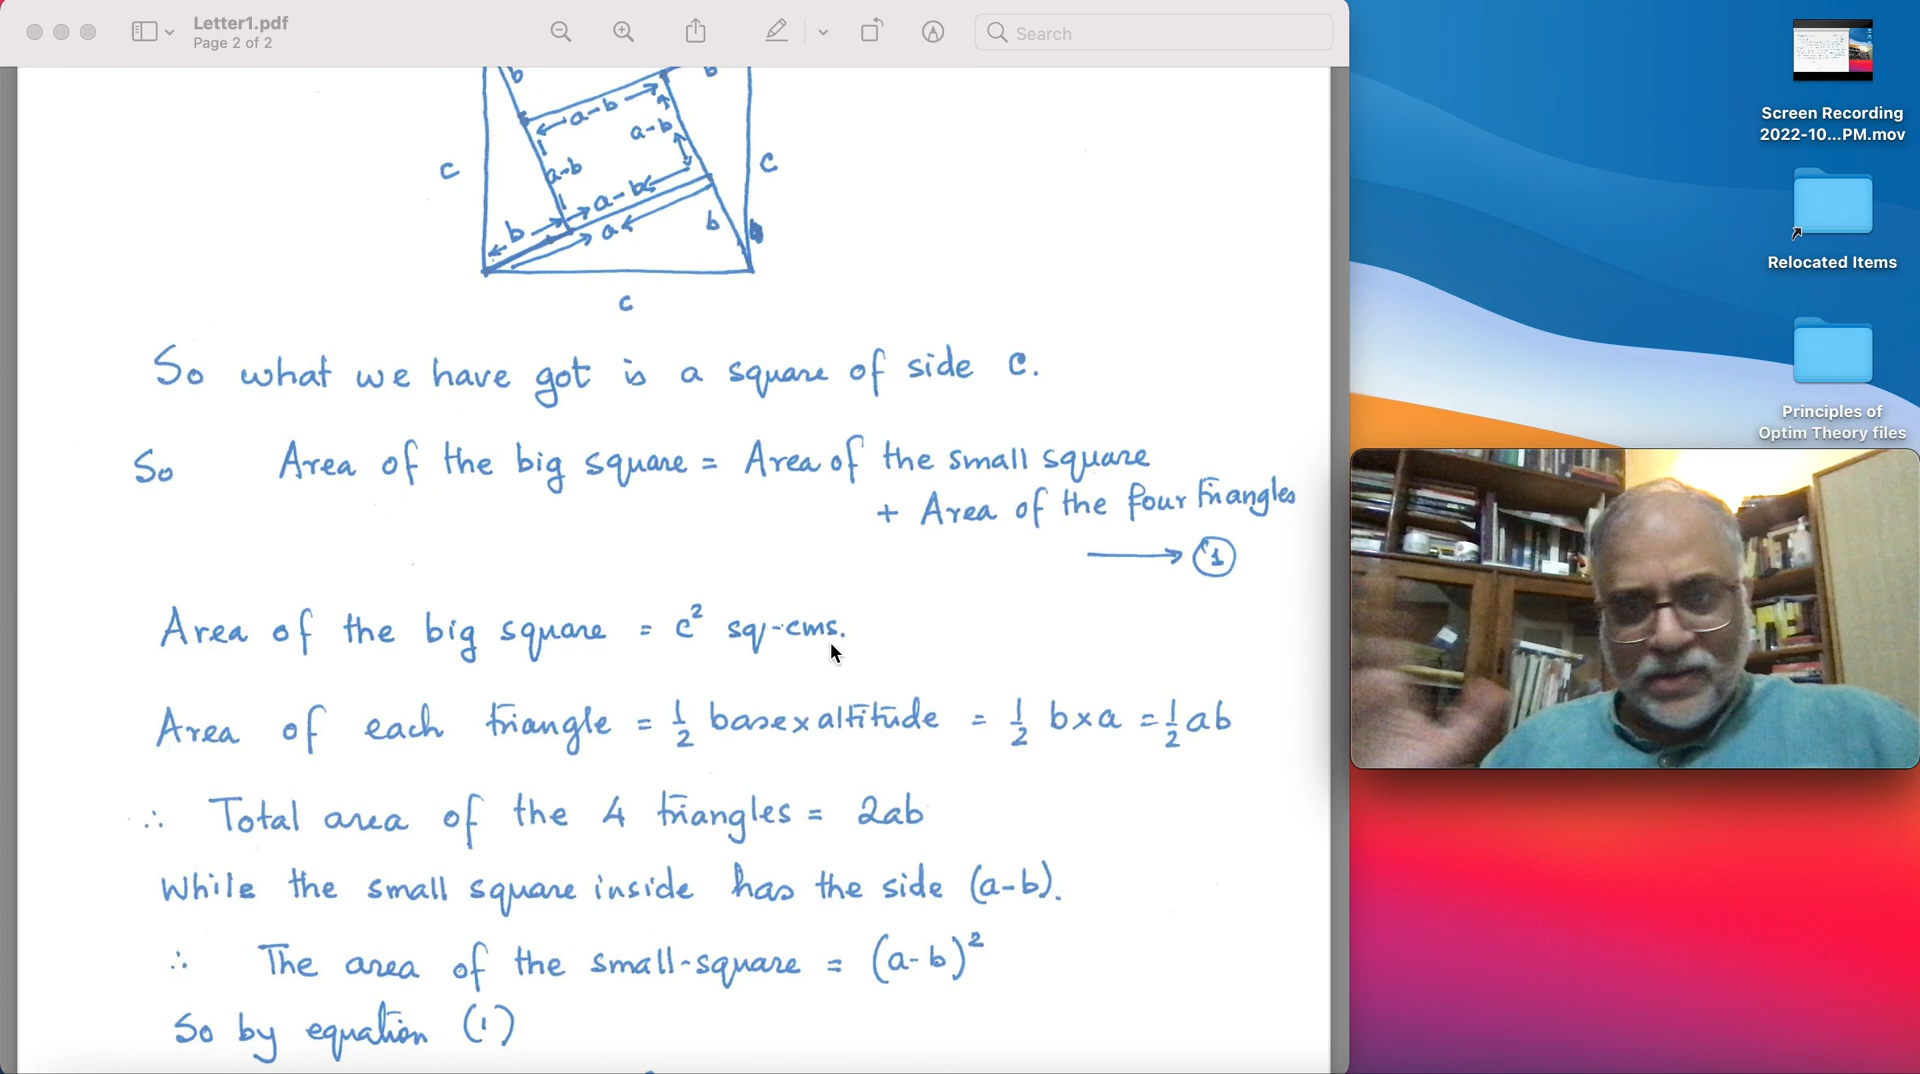 Letter1.pdf
Page 2 of 2
Search
b
b
a-b
a-b
c
c
a-b
a-b
b
a
b
c
So what we have got is a square of side c.
So Area of the big square = Area of the small square
+ Area of the four triangles
→ 1
Area of the big square = c² sq-cms.
Area of each triangle = 1/2 base x altitude = 1/2 b x a = 1/2 ab
∴ Total area of the 4 triangles = 2ab
While the small square inside has the side (a-b).
∴ The area of the small-square = (a-b)²
So by equation (1)
Screen Recording
2022-10...PM.mov
Relocated Items
Principles of
Optim Theory files